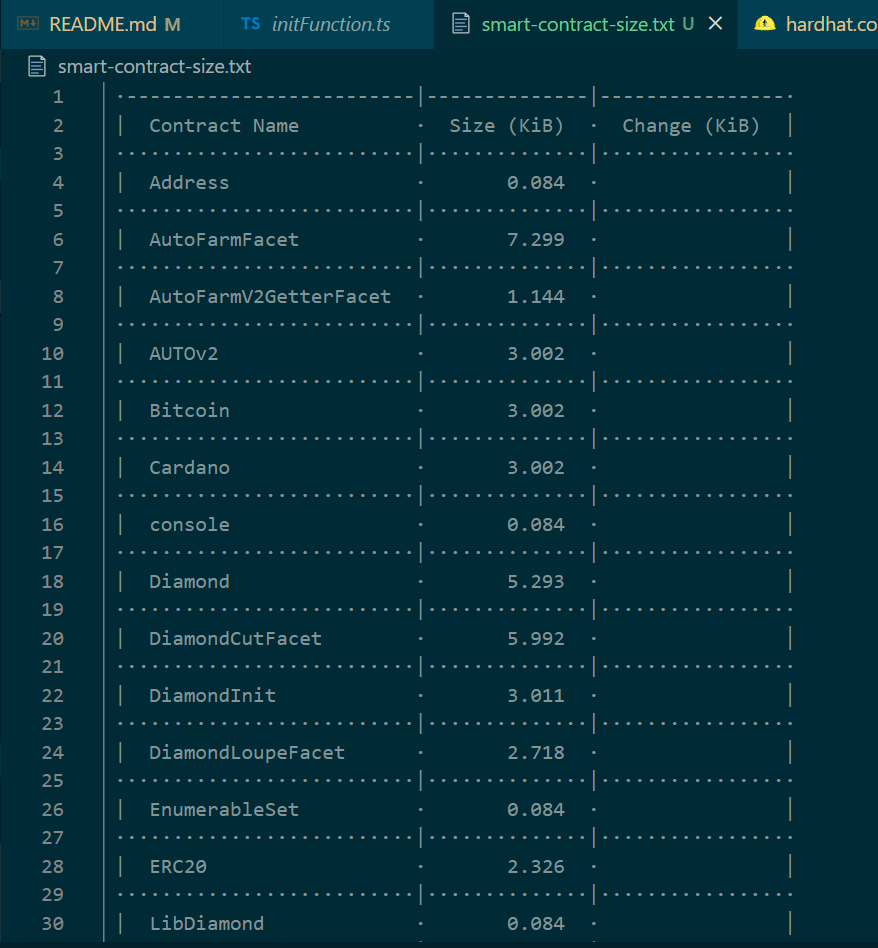 README.md M TS initFunction.ts smart-contract-size.txt U × hardhat.co
smart-contract-size.txt
1 ·--------------------------|--------------|----------------·
2 | Contract Name · Size (KiB) · Change (KiB) |
3 ··························|··············|·················
4 | Address · 0.084 · |
5 ··························|··············|·················
6 | AutoFarmFacet · 7.299 · |
7 ··························|··············|·················
8 | AutoFarmV2GetterFacet · 1.144 · |
9 ··························|··············|·················
10 | AUTOv2 · 3.002 · |
11 ··························|··············|·················
12 | Bitcoin · 3.002 · |
13 ··························|··············|·················
14 | Cardano · 3.002 · |
15 ··························|··············|·················
16 | console · 0.084 · |
17 ··························|··············|·················
18 | Diamond · 5.293 · |
19 ··························|··············|·················
20 | DiamondCutFacet · 5.992 · |
21 ··························|··············|·················
22 | DiamondInit · 3.011 · |
23 ··························|··············|·················
24 | DiamondLoupeFacet · 2.718 · |
25 ··························|··············|·················
26 | EnumerableSet · 0.084 · |
27 ··························|··············|·················
28 | ERC20 · 2.326 · |
29 ··························|··············|·················
30 | LibDiamond · 0.084 · |